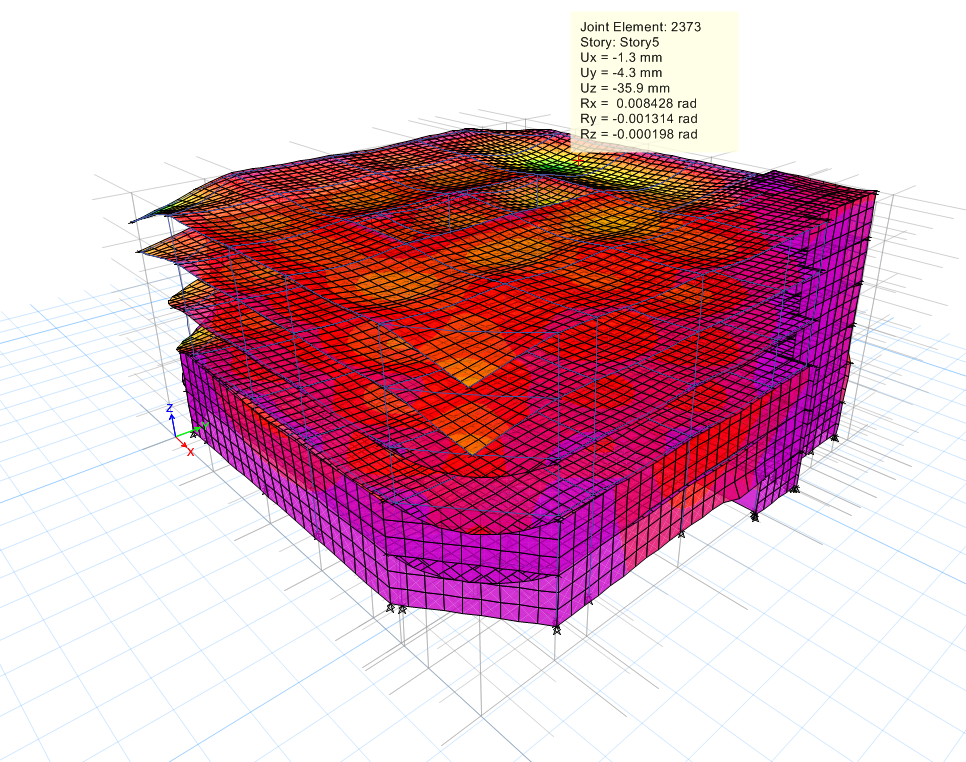 Joint Element: 2373
Story: Story5
Ux = -1.3 mm
Uy = -4.3 mm
Uz = -35.9 mm
Rx = 0.008428 rad
Ry = -0.001314 rad
Rz = -0.000198 rad
Z
X